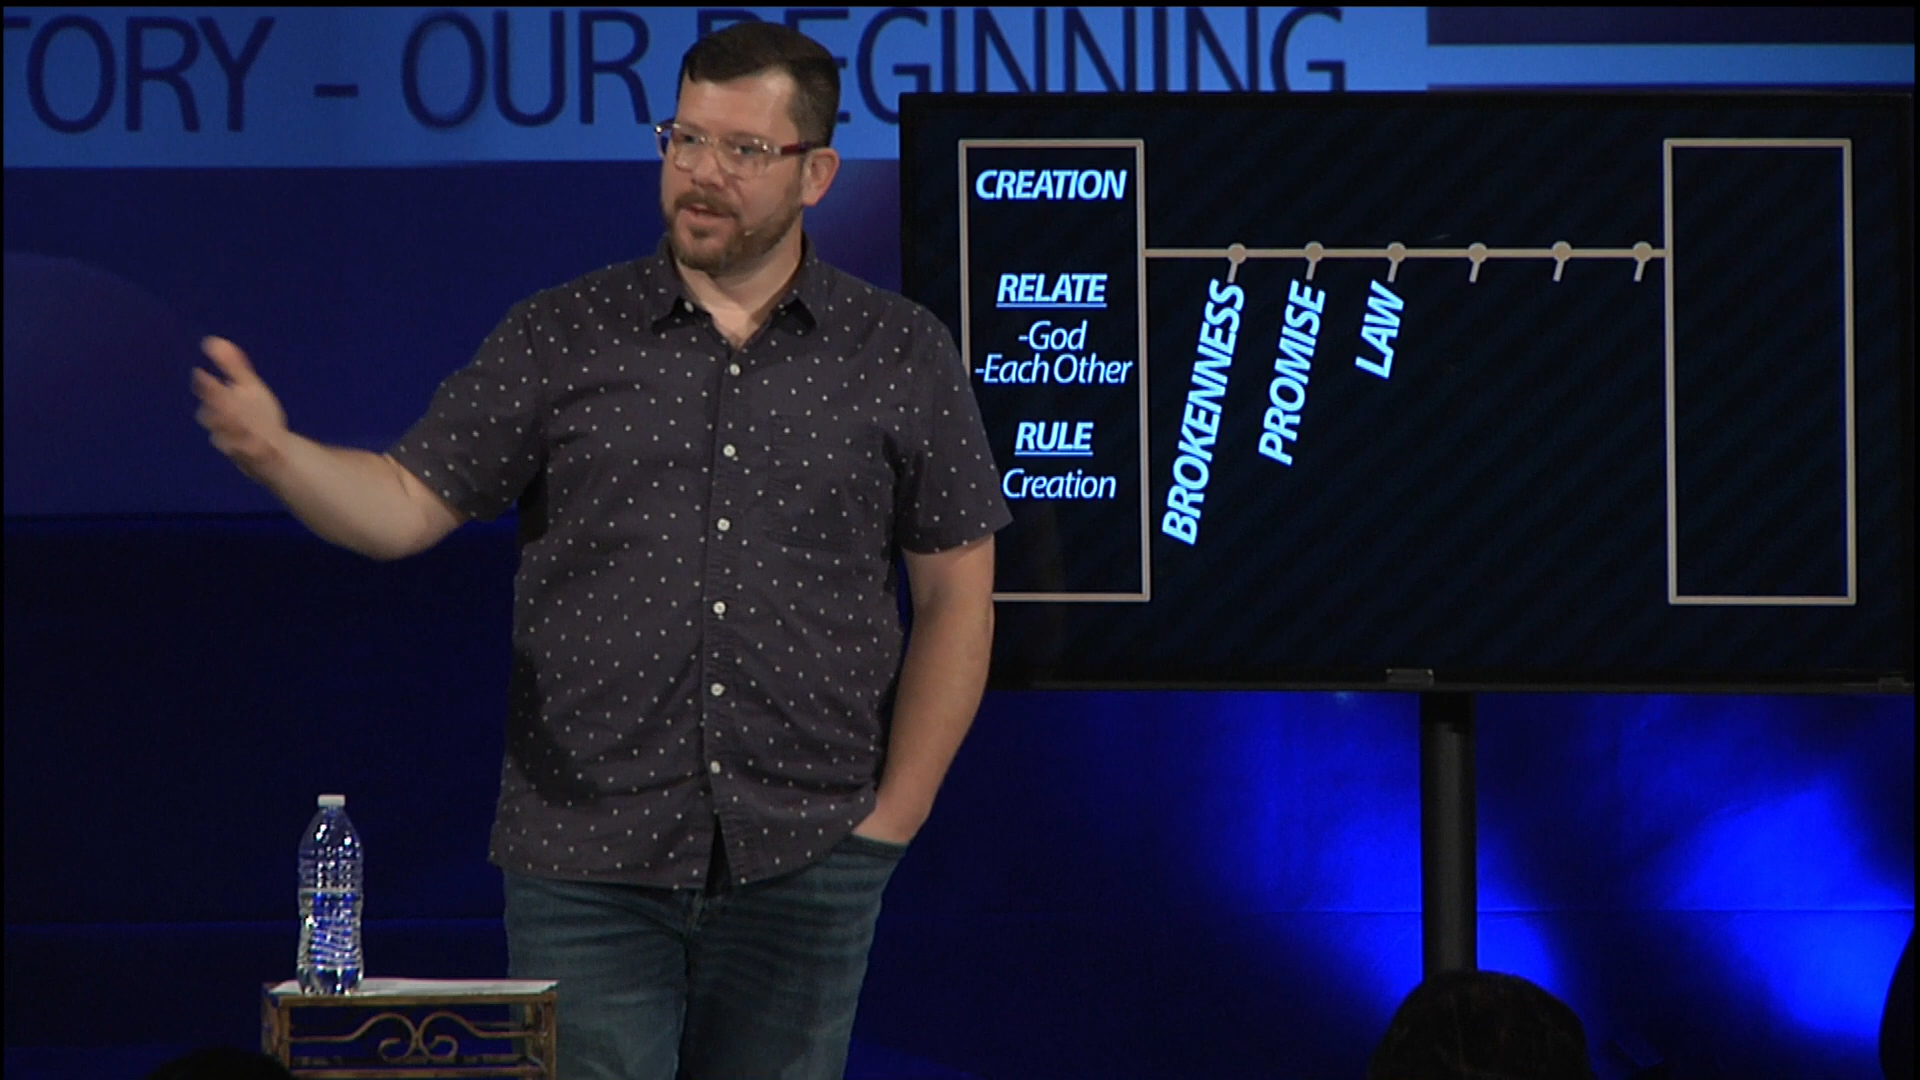 TORY - OUR BEGINNING
CREATION
RELATE
-God
-Each Other
RULE
Creation
BROKENNESS
PROMISE
LAW